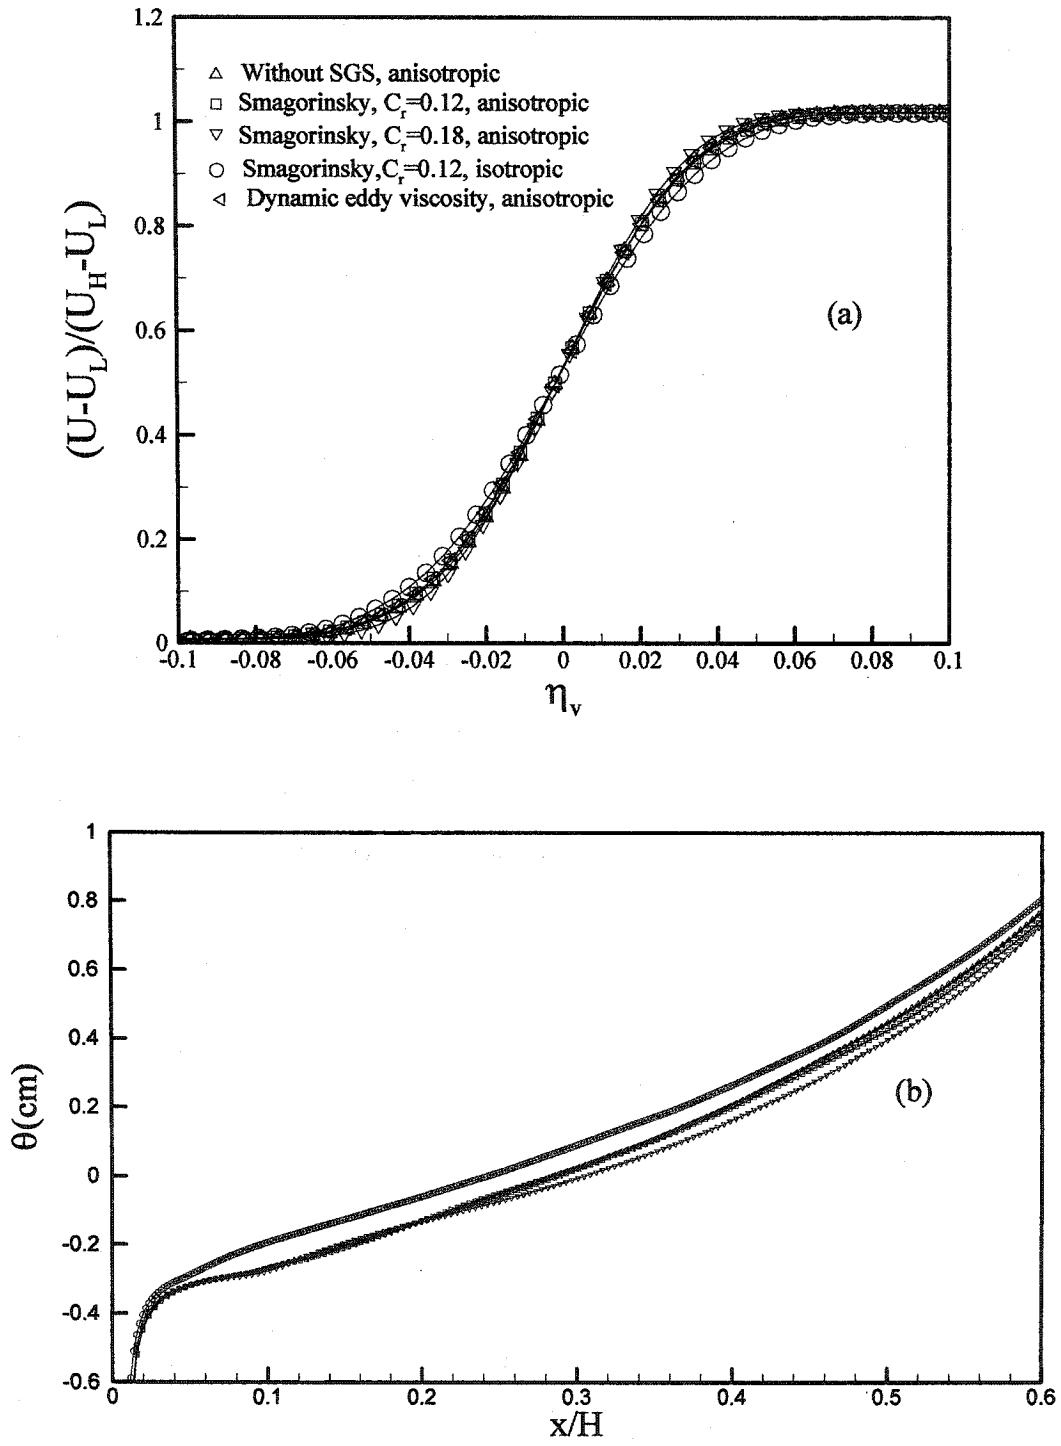 1.2
Without SGS, anisotropic
Smagorinsky, C_r=0.12, anisotropic
Smagorinsky, C_r=0.18, anisotropic
Smagorinsky,C_r=0.12, isotropic
Dynamic eddy viscosity, anisotropic
1
0.8
0.6
0.4
0.2
0
(U-U_L)/(U_H-U_L)
(a)
-0.1 -0.08 -0.06 -0.04 -0.02 0 0.02 0.04 0.06 0.08 0.1
η_v
1
0.8
0.6
0.4
0.2
0
-0.2
-0.4
-0.6
θ(cm)
(b)
0 0.1 0.2 0.3 0.4 0.5 0.6
x/H